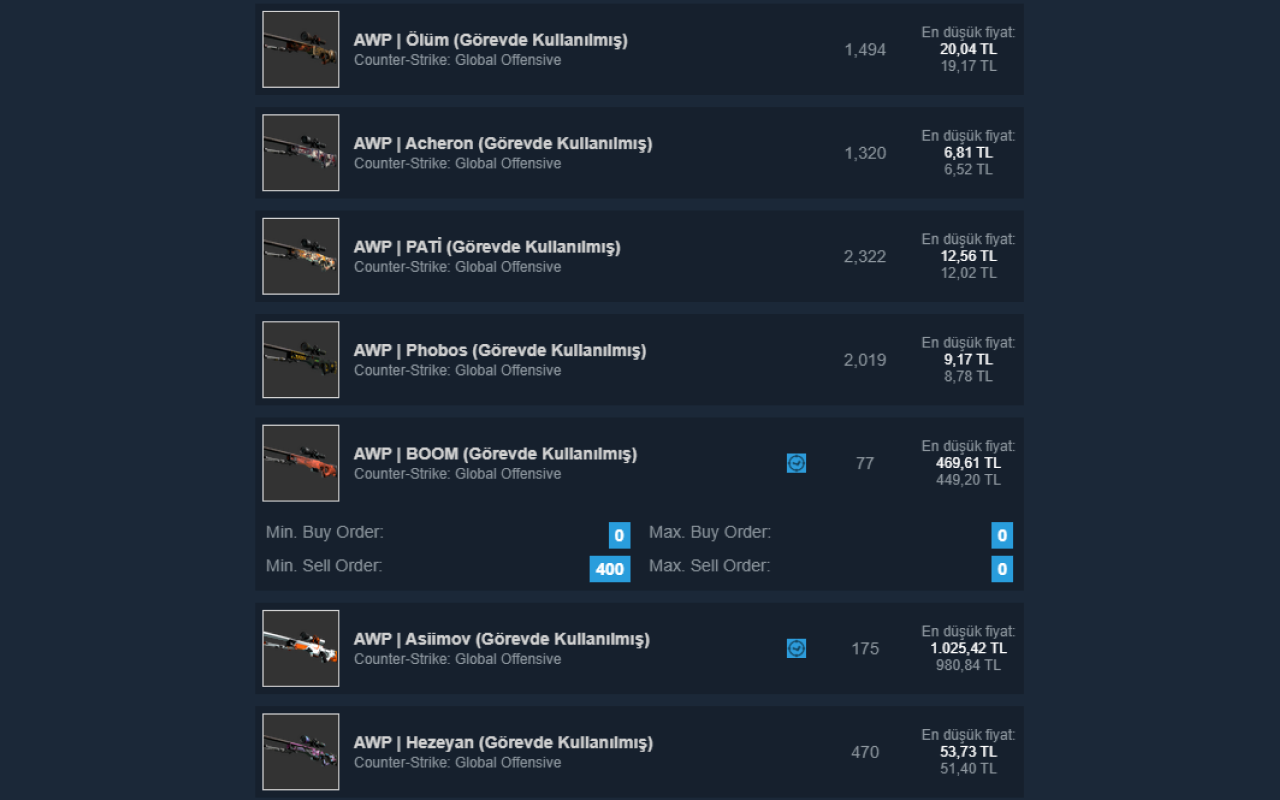 AWP | Ölüm (Görevde Kullanılmış)
Counter-Strike: Global Offensive
1,494
En düşük fiyat:
20,04 TL
19,17 TL
AWP | Acheron (Görevde Kullanılmış)
Counter-Strike: Global Offensive
1,320
En düşük fiyat:
6,81 TL
6,52 TL
AWP | PATİ (Görevde Kullanılmış)
Counter-Strike: Global Offensive
2,322
En düşük fiyat:
12,56 TL
12,02 TL
AWP | Phobos (Görevde Kullanılmış)
Counter-Strike: Global Offensive
2,019
En düşük fiyat:
9,17 TL
8,78 TL
AWP | BOOM (Görevde Kullanılmış)
Counter-Strike: Global Offensive
77
En düşük fiyat:
469,61 TL
449,20 TL
Min. Buy Order: 0 Max. Buy Order: 0
Min. Sell Order: 400 Max. Sell Order: 0
AWP | Asiimov (Görevde Kullanılmış)
Counter-Strike: Global Offensive
175
En düşük fiyat:
1.025,42 TL
980,84 TL
AWP | Hezeyan (Görevde Kullanılmış)
Counter-Strike: Global Offensive
470
En düşük fiyat:
53,73 TL
51,40 TL